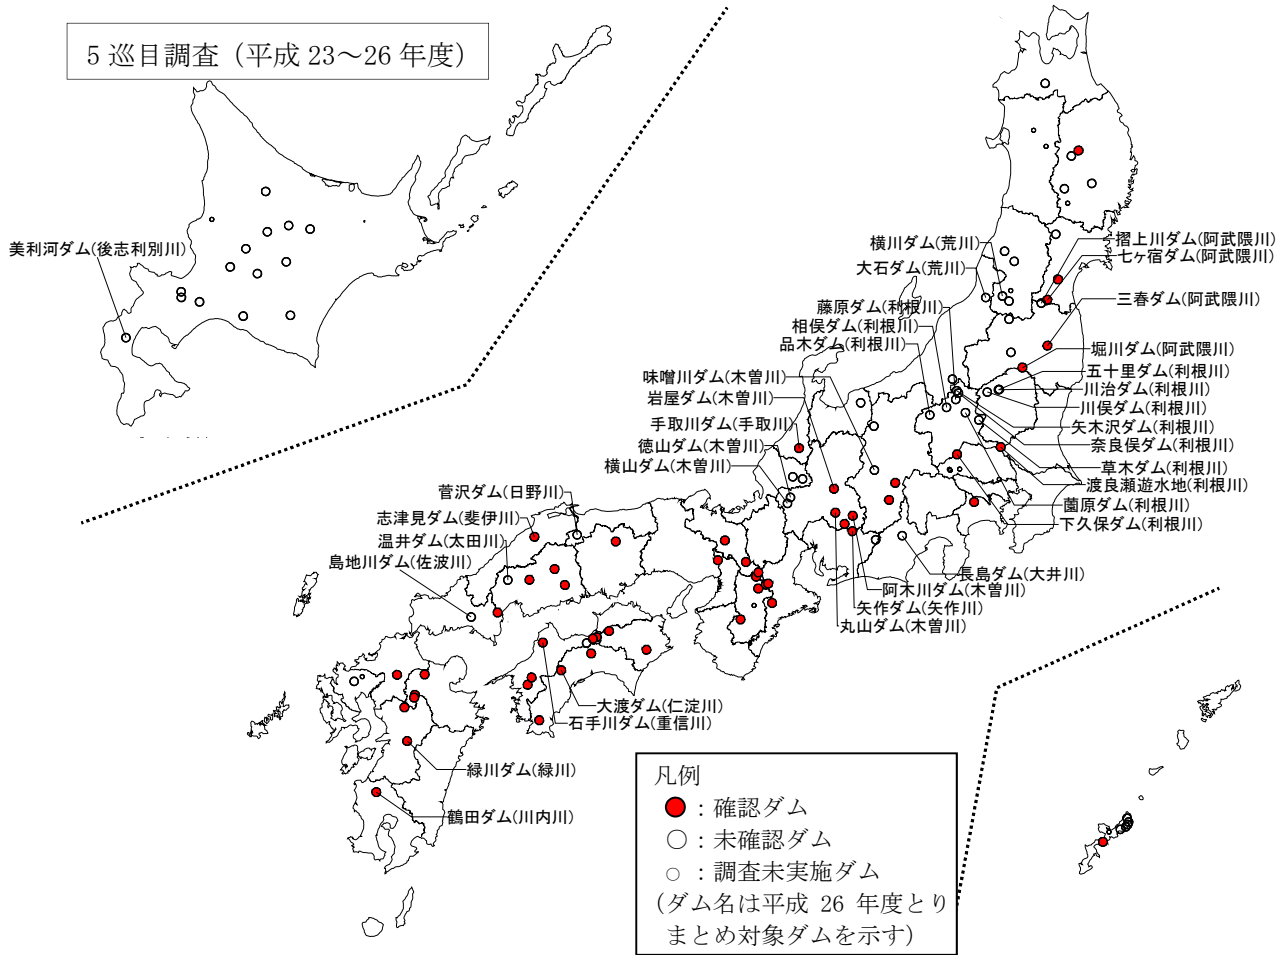 5 巡目調査（平成 23～26 年度）
美利河ダム(後志利別川)
横川ダム(荒川)
大石ダム(荒川)
藤原ダム(利根川)
相俣ダム(利根川)
品木ダム(利根川)
味噌川ダム(木曽川)
岩屋ダム(木曽川)
手取川ダム(手取川)
徳山ダム(木曽川)
横山ダム(木曽川)
菅沢ダム(日野川)
志津見ダム(斐伊川)
温井ダム(太田川)
島地川ダム(佐波川)
摺上川ダム(阿武隈川)
七ヶ宿ダム(阿武隈川)
三春ダム(阿武隈川)
堀川ダム(阿武隈川)
五十里ダム(利根川)
川治ダム(利根川)
川俣ダム(利根川)
矢木沢ダム(利根川)
奈良俣ダム(利根川)
草木ダム(利根川)
渡良瀬遊水地(利根川)
薗原ダム(利根川)
下久保ダム(利根川)
長島ダム(大井川)
阿木川ダム(木曽川)
矢作ダム(矢作川)
丸山ダム(木曽川)
大渡ダム(仁淀川)
石手川ダム(重信川)
緑川ダム(緑川)
鶴田ダム(川内川)
凡例
：確認ダム
：未確認ダム
：調査未実施ダム
(ダム名は平成 26 年度とり
まとめ対象ダムを示す)